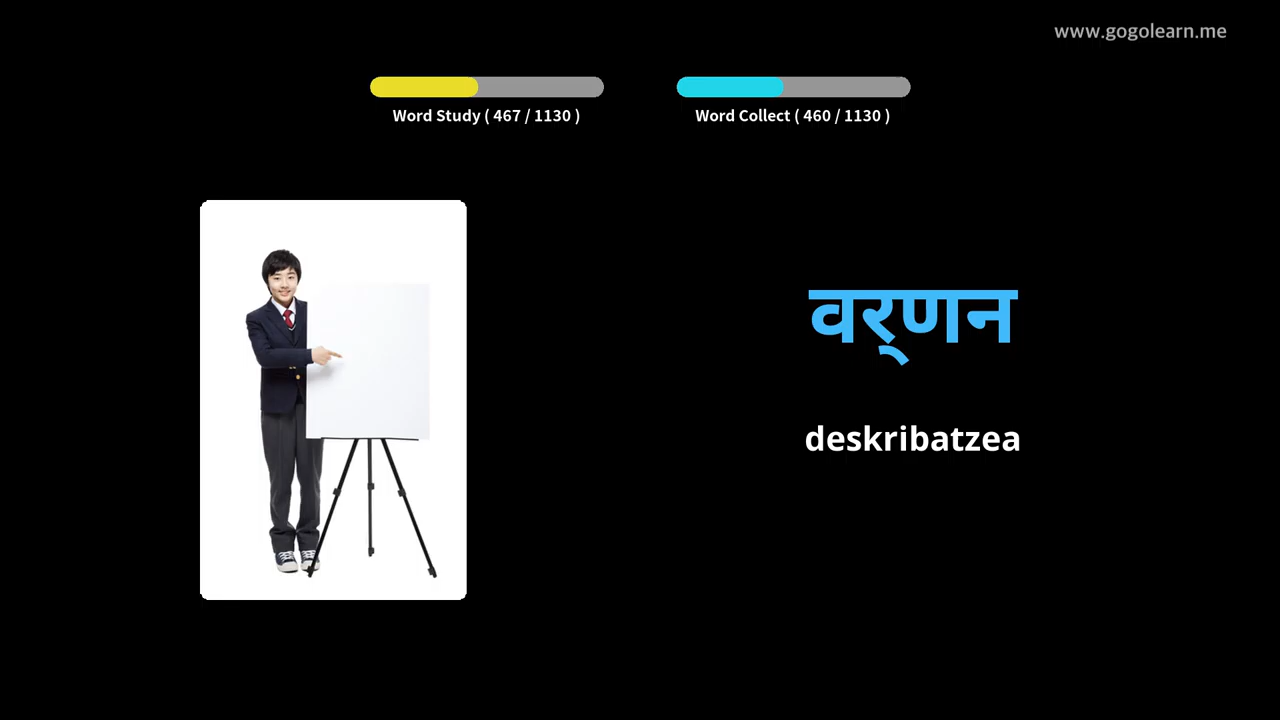 www.gogolearn.me
Word Study ( 467 / 1130 )
Word Collect ( 460 / 1130 )
वर्णन
deskribatzea